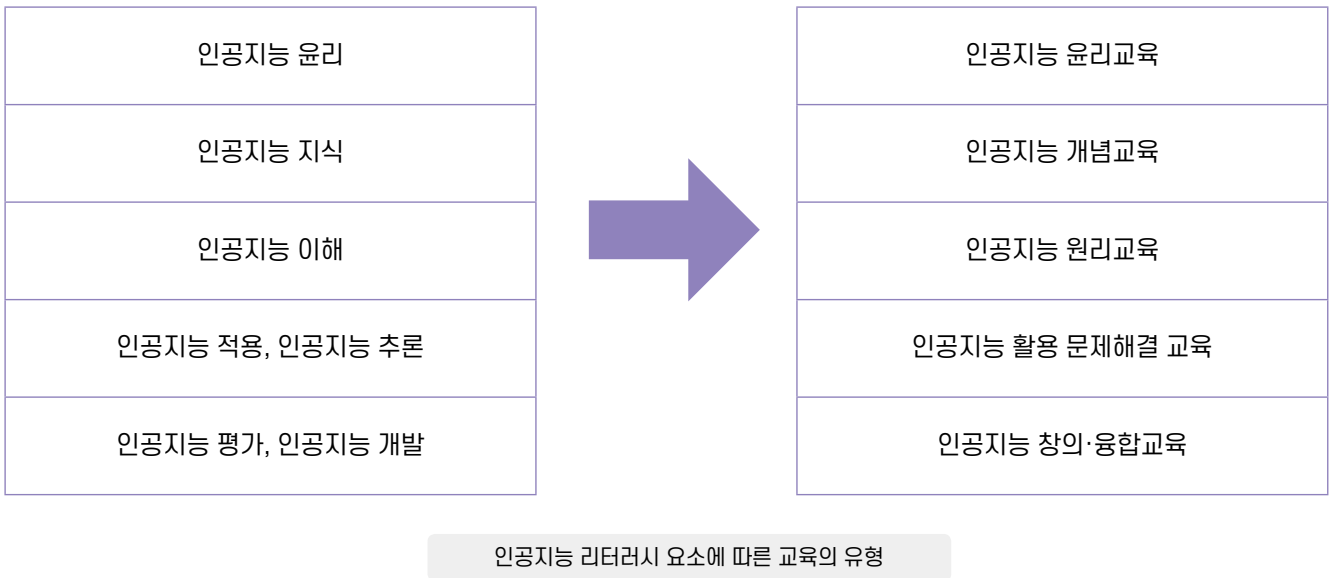 인공지능 윤리
인공지능 지식
인공지능 이해
인공지능 적용, 인공지능 추론
인공지능 평가, 인공지능 개발
인공지능 윤리교육
인공지능 개념교육
인공지능 원리교육
인공지능 활용 문제해결 교육
인공지능 창의·융합교육
인공지능 리터러시 요소에 따른 교육의 유형